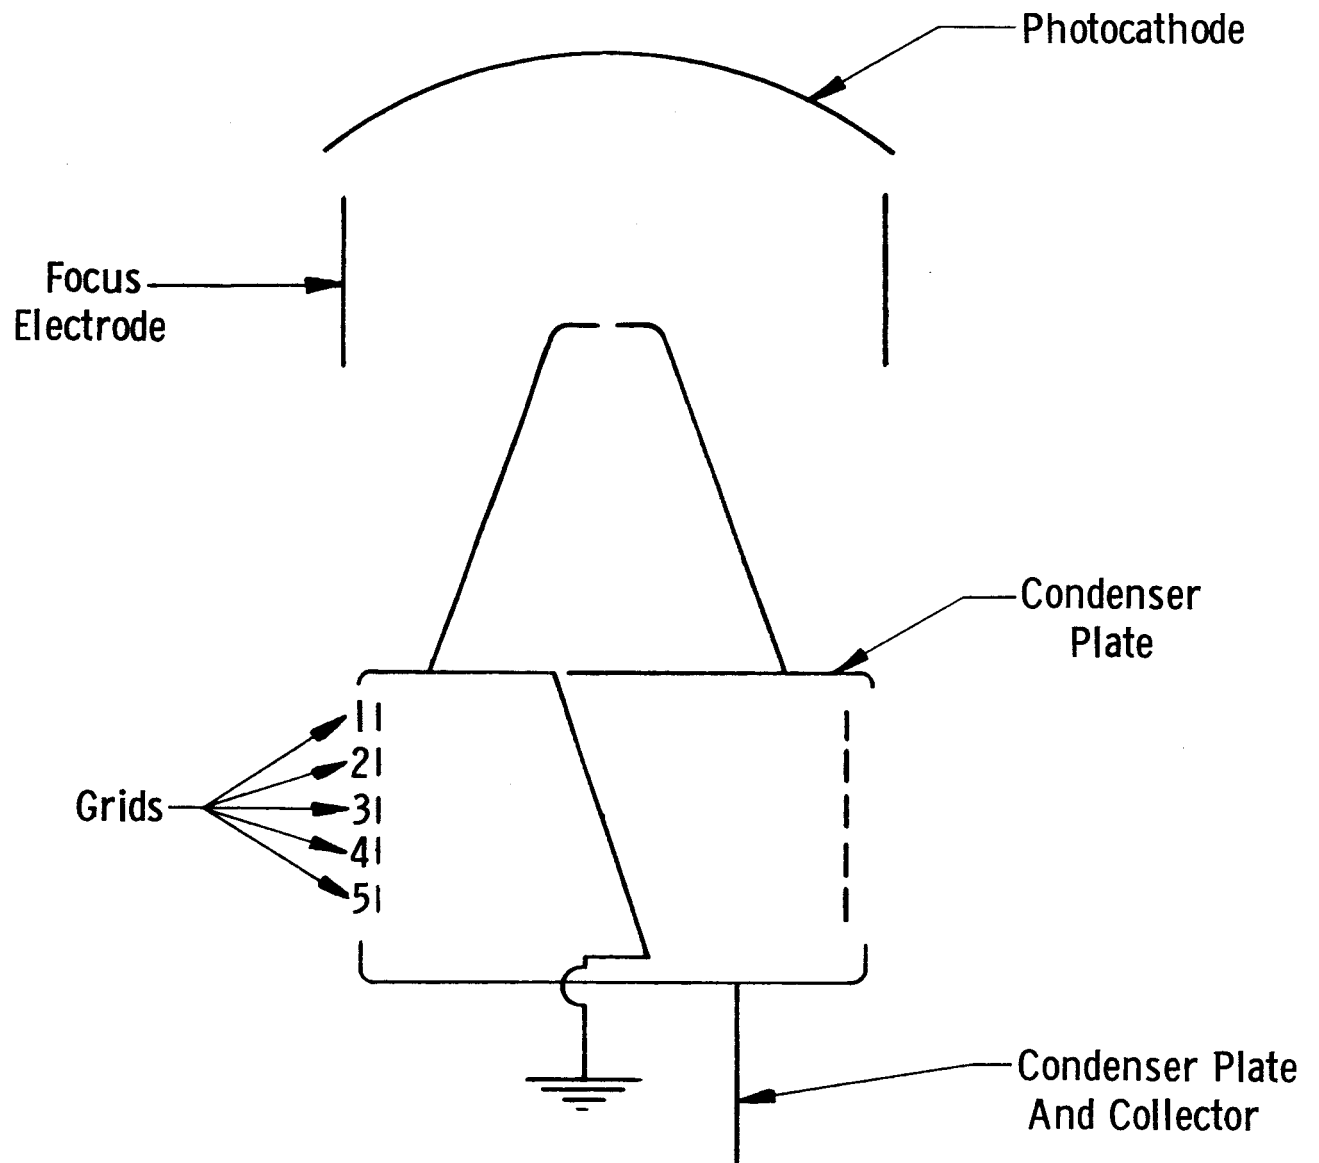 Photocathode
Focus
Electrode
Condenser
Plate
Grids
1
2
3
4
5
Condenser Plate
And Collector